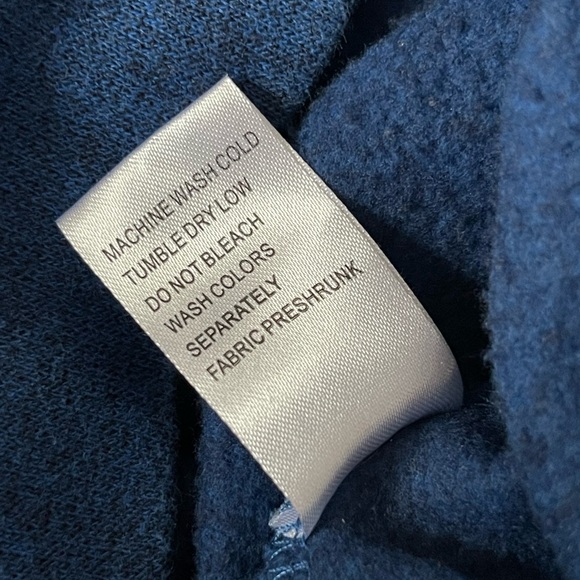 MACHINE WASH COLD
TUMBLE DRY LOW
DO NOT BLEACH
WASH COLORS
SEPARATELY
FABRIC PRESHRUNK